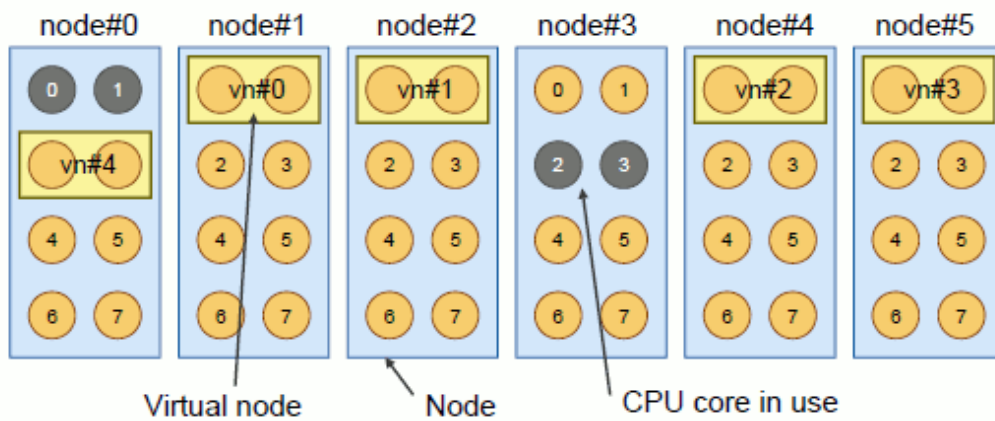 node#0 node#1 node#2 node#3 node#4 node#5
0 1 vn#0 vn#1 0 1 vn#2 vn#3
vn#4 2 3 2 3 2 3 2 3 2 3
4 5 4 5 4 5 4 5 4 5 4 5
6 7 6 7 6 7 6 7 6 7 6 7
Virtual node Node CPU core in use